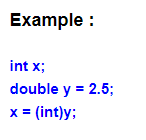 Example :
int x;
double y = 2.5;
x = (int)y;